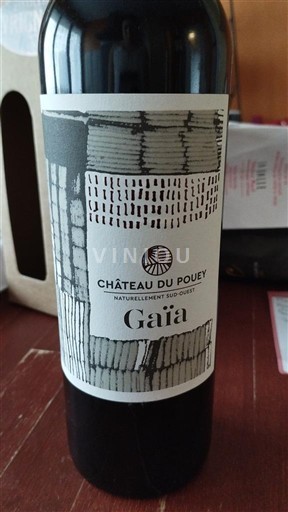 VINIOU
CHÂTEAU DU POUEY
NATURELLEMENT SUD-OUEST
Gaïa